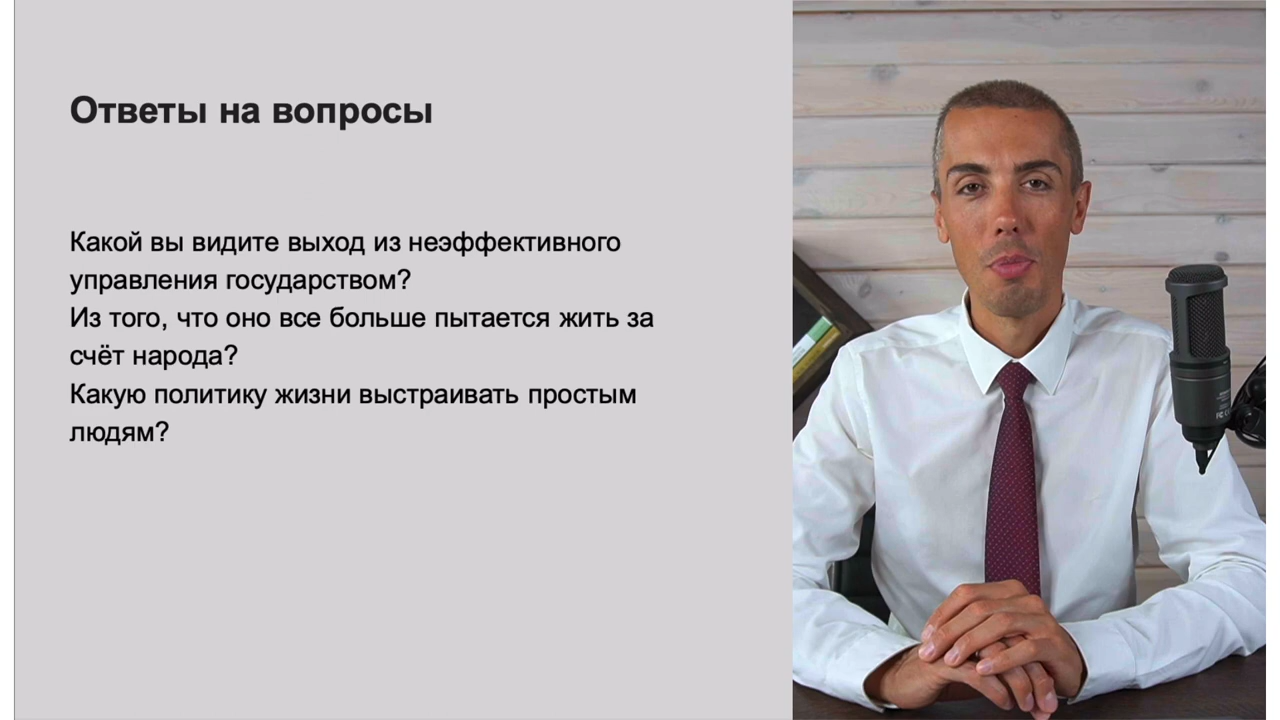 Ответы на вопросы
Какой вы видите выход из неэффективного
управления государством?
Из того, что оно все больше пытается жить за
счёт народа?
Какую политику жизни выстраивать простым
людям?